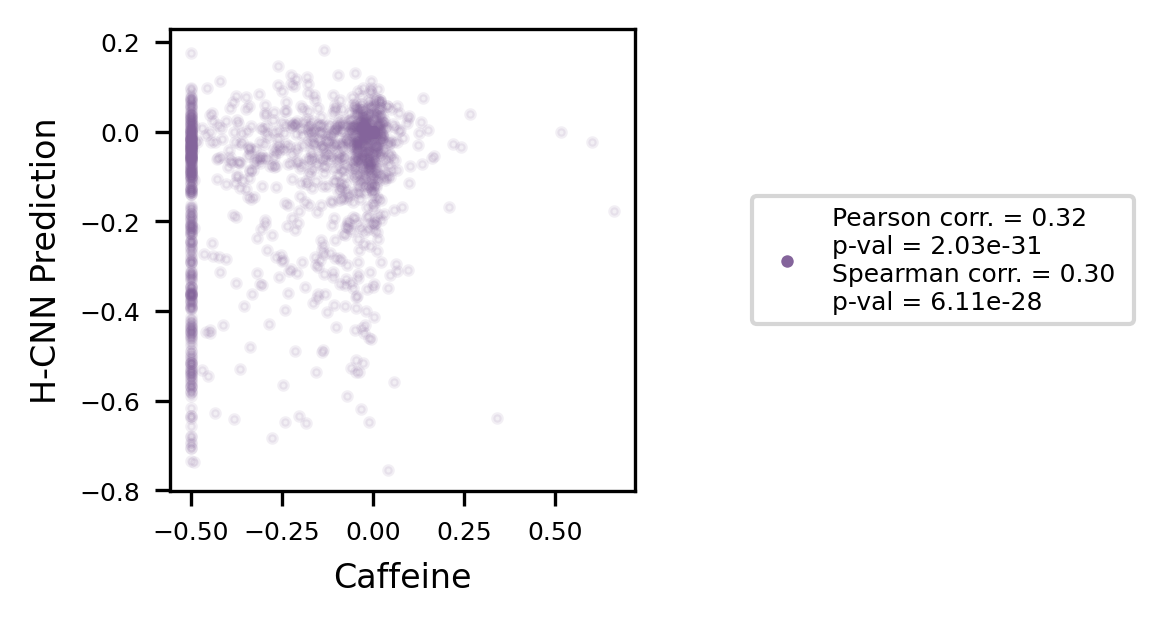 0.2
0.0
−0.2
−0.4
−0.6
−0.8
H-CNN Prediction
−0.50
−0.25
0.00
0.25
0.50
Caffeine
Pearson corr. = 0.32
p-val = 2.03e-31
Spearman corr. = 0.30
p-val = 6.11e-28